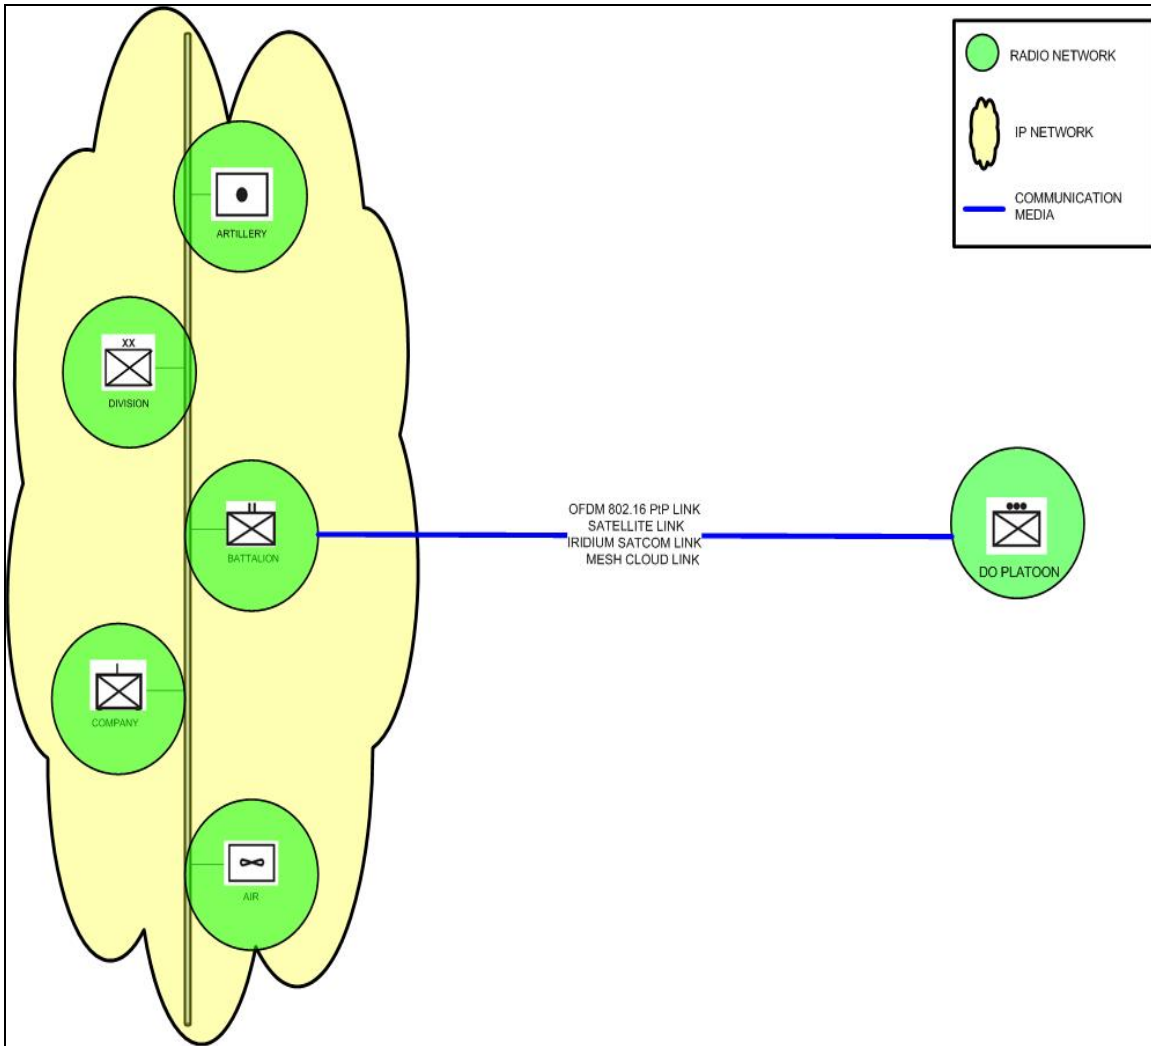 RADIO NETWORK
IP NETWORK
COMMUNICATION
MEDIA
ARTILLERY
XX
DIVISION
II
BATTALION
OFDM 802.16 PtP LINK
SATELLITE LINK
IRIDIUM SATCOM LINK
MESH CLOUD LINK
DO PLATOON
I
COMPANY
AIR